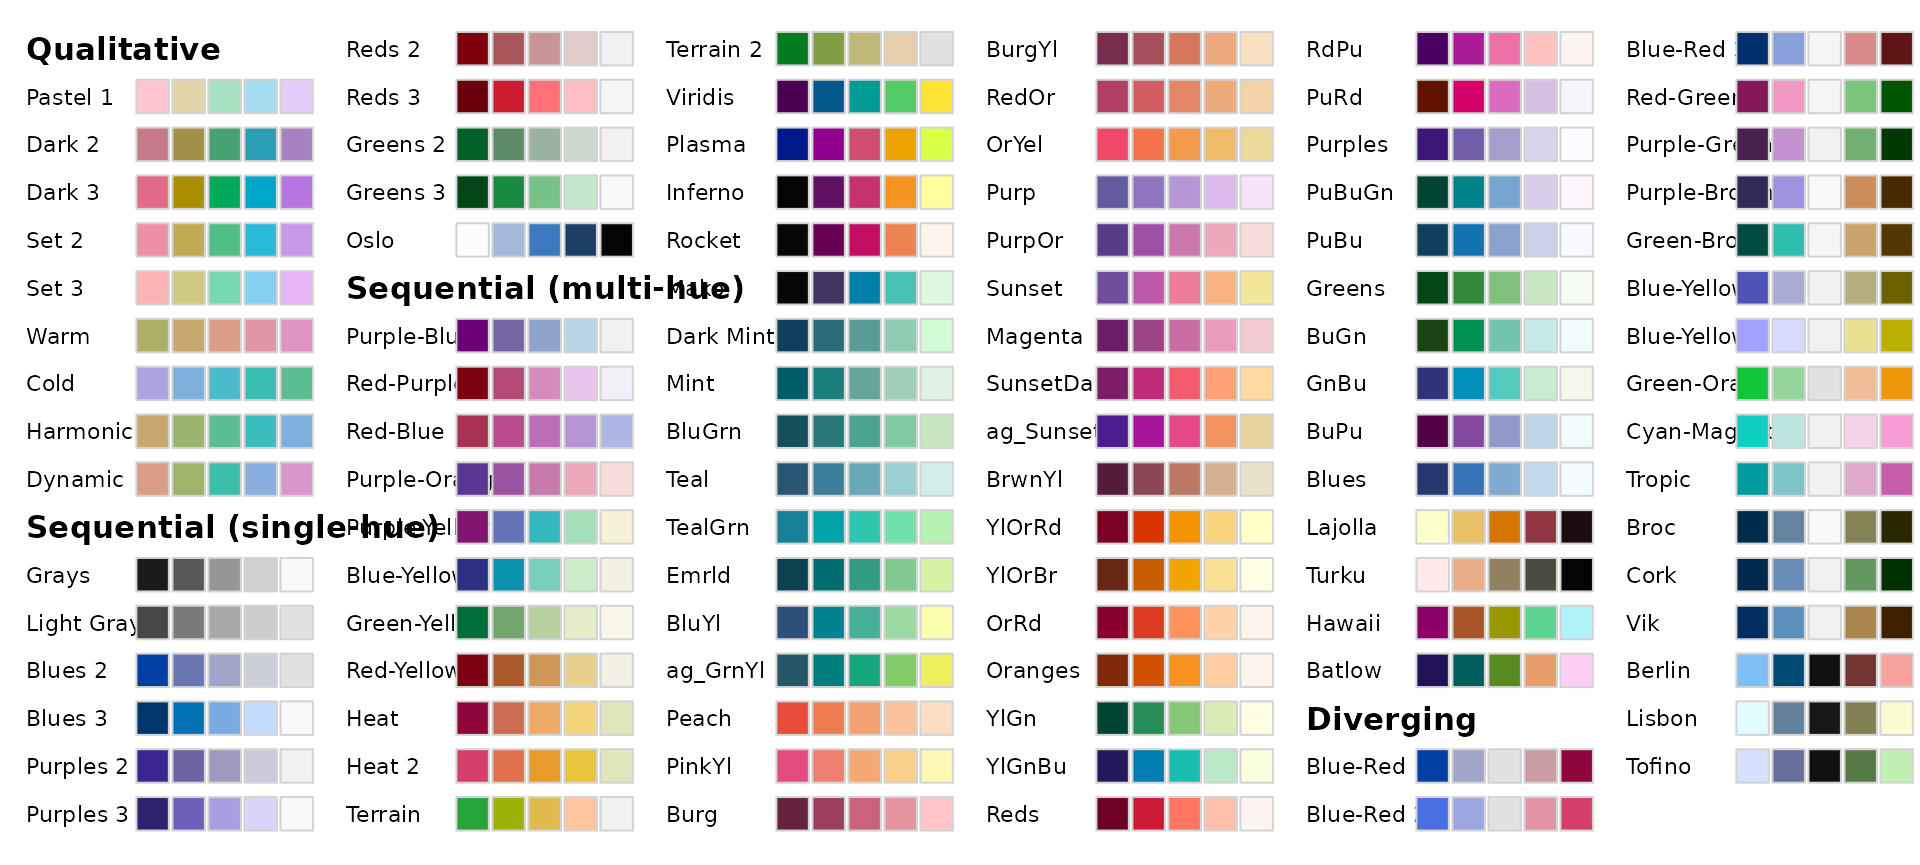 Qualitative
Pastel 1
Dark 2
Dark 3
Set 2
Set 3
Warm
Cold
Harmonic
Dynamic
Sequential (single-hue)
Grays
Light Gray
Blues 2
Blues 3
Purples 2
Purples 3
Reds 2
Reds 3
Greens 2
Greens 3
Oslo
Sequential (multi-hue)
Purple-Blu
Red-Purpl
Red-Blue
Purple-Orang
Purple-Yell
Blue-Yellow
Green-Yell
Red-Yellow
Heat
Heat 2
Terrain
Terrain 2
Viridis
Plasma
Inferno
Rocket
Mako
Dark Mint
Mint
BluGrn
Teal
TealGrn
Emrld
BluYl
ag_GrnYl
Peach
PinkYl
Burg
BurgYl
RedOr
OrYel
Purp
PurpOr
Sunset
Magenta
SunsetDa
ag_Sunset
BrwnYl
YlOrRd
YlOrBr
OrRd
Oranges
YlGn
YlGnBu
Reds
RdPu
PuRd
Purples
PuBuGn
PuBu
Greens
BuGn
GnBu
BuPu
Blues
Lajolla
Turku
Hawaii
Batlow
Diverging
Blue-Red
Blue-Red
Blue-Red
Red-Green
Purple-Green
Purple-Brown
Green-Bro
Blue-Yellow
Blue-Yellow
Green-Ora
Cyan-Mag
Tropic
Broc
Cork
Vik
Berlin
Lisbon
Tofino